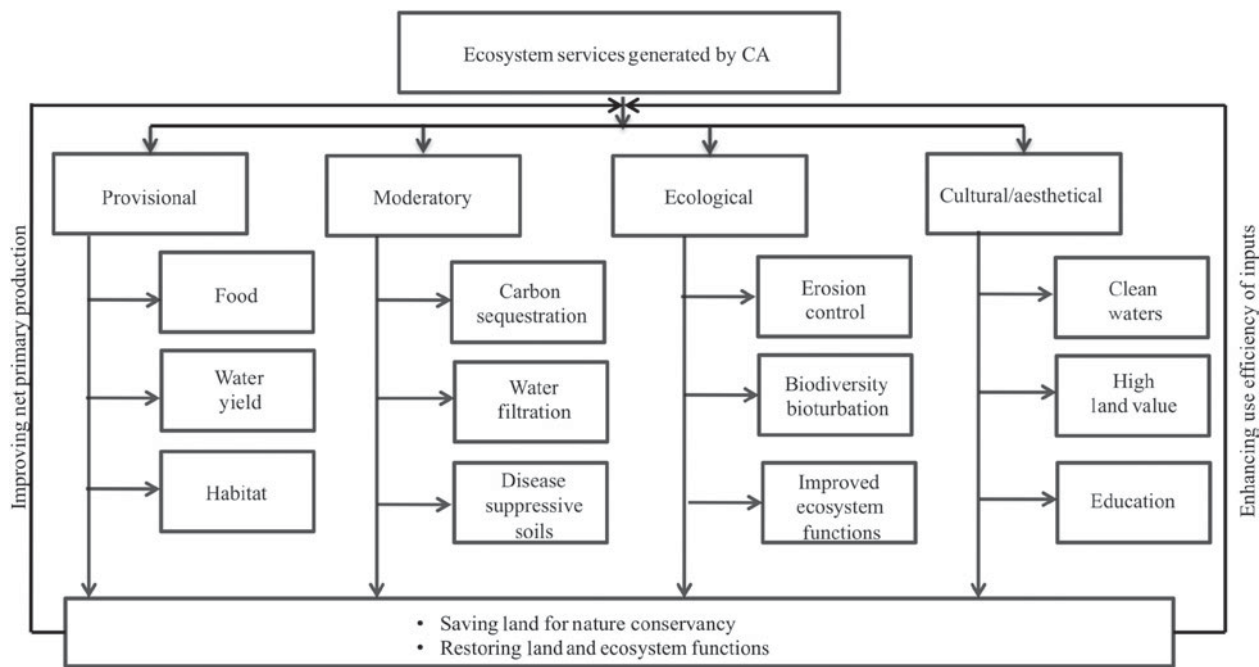 Ecosystem services generated by CA
Provisional
Moderatory
Ecological
Cultural/aesthetical
Improving net primary production
Food
Water
yield
Habitat
Carbon
sequestration
Water
filtration
Disease
suppressive
soils
Erosion
control
Biodiversity
bioturbation
Improved
ecosystem
functions
Clean
waters
High
land value
Education
Enhancing use efficiency of inputs
• Saving land for nature conservancy
• Restoring land and ecosystem functions